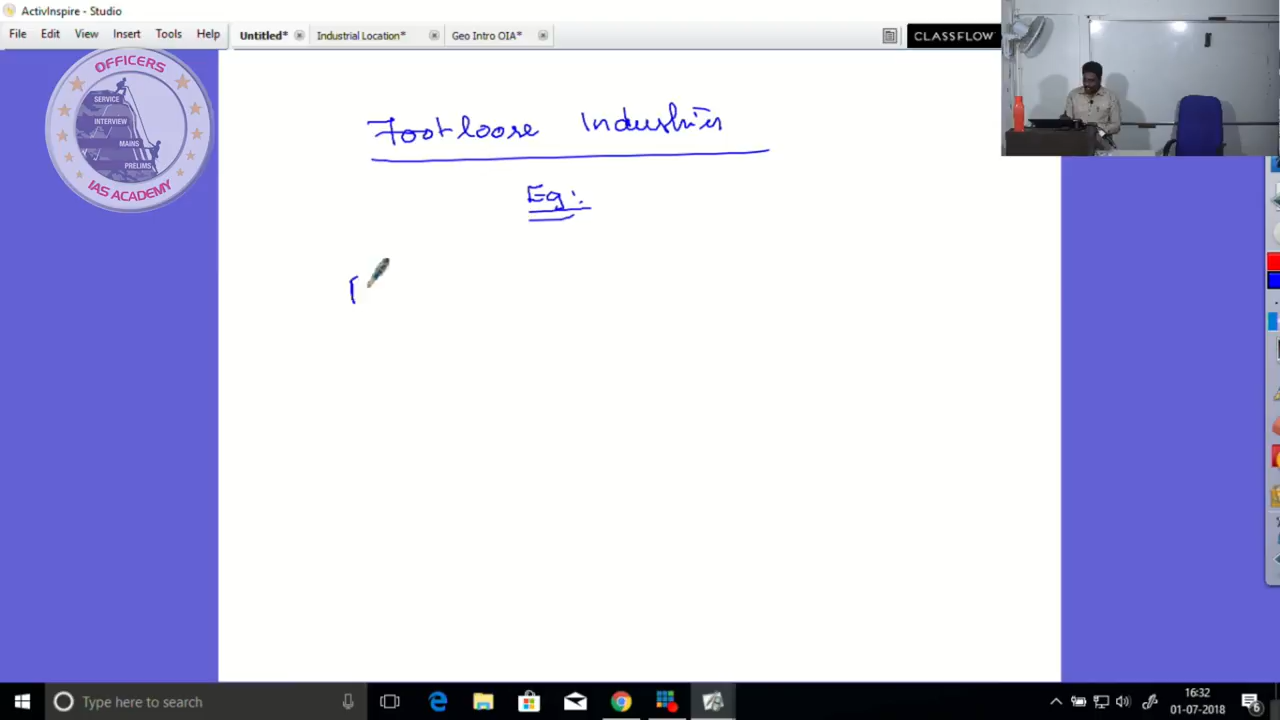 ActivInspire - Studio
File Edit View Insert Tools Help
Untitled* Industrial Location* Geo Intro OIA* CLASSFLOW
OFFICERS
SERVICE
INTERVIEW
MAINS
PRELIMS
IAS ACADEMY
Footloose Industries
Eg:
Type here to search
16:32
01-07-2018
6